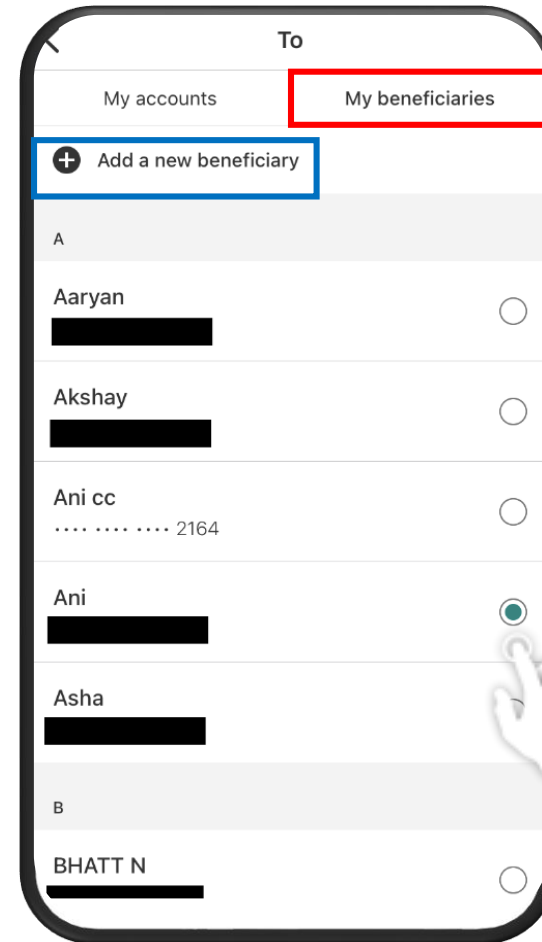 To
My accounts My beneficiaries
Add a new beneficiary
A
Aaryan
Akshay
Ani cc
•••• •••• •••• 2164
Ani
Asha
B
BHATT N